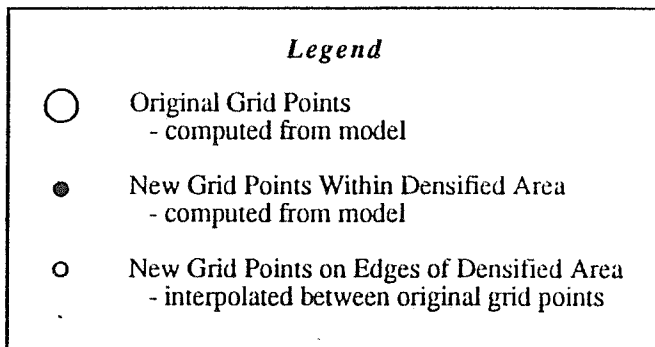 Legend
Original Grid Points
- computed from model
New Grid Points Within Densified Area
- computed from model
New Grid Points on Edges of Densified Area
- interpolated between original grid points